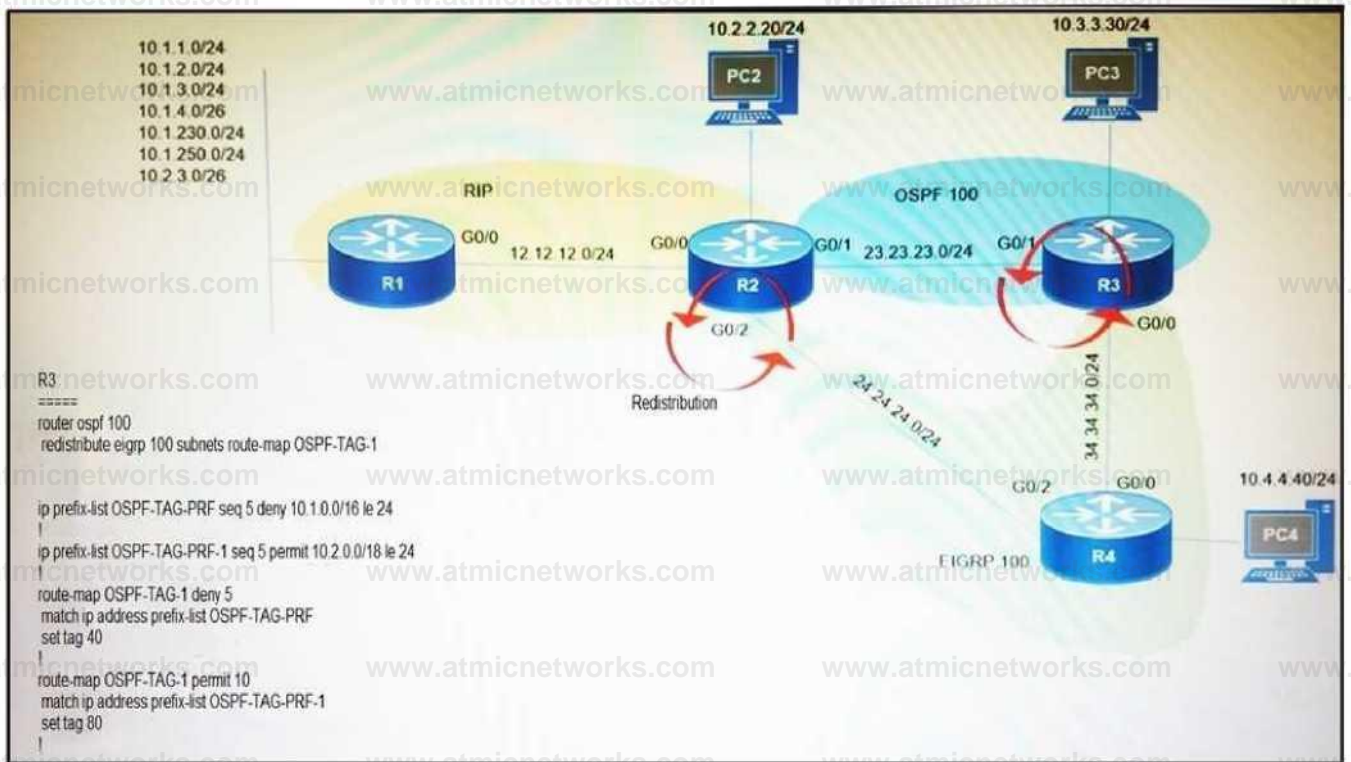 10.2.2.20/24
10.3.3.30/24
10.1.1.0/24
10.1.2.0/24
10.1.3.0/24
10.1.4.0/26
10.1.230.0/24
10.1.250.0/24
10.2.3.0/26
PC2
PC3
RIP
OSPF 100
G0/0
12.12.12.0/24
G0/0
G0/1
23.23.23.0/24
G0/1
R1
R2
R3
G0/2
G0/0
Redistribution
24.24.24.0/24
34.34.34.0/24
G0/2
G0/0
10.4.4.40/24
PC4
EIGRP 100
R4
R3
=====
router ospf 100
redistribute eigrp 100 subnets route-map OSPF-TAG-1
ip prefix-list OSPF-TAG-PRF seq 5 deny 10.1.0.0/16 le 24
!
ip prefix-list OSPF-TAG-PRF-1 seq 5 permit 10.2.0.0/18 le 24
!
route-map OSPF-TAG-1 deny 5
match ip address prefix-list OSPF-TAG-PRF
set tag 40
!
route-map OSPF-TAG-1 permit 10
match ip address prefix-list OSPF-TAG-PRF-1
set tag 80
!
www.atmicnetworks.com